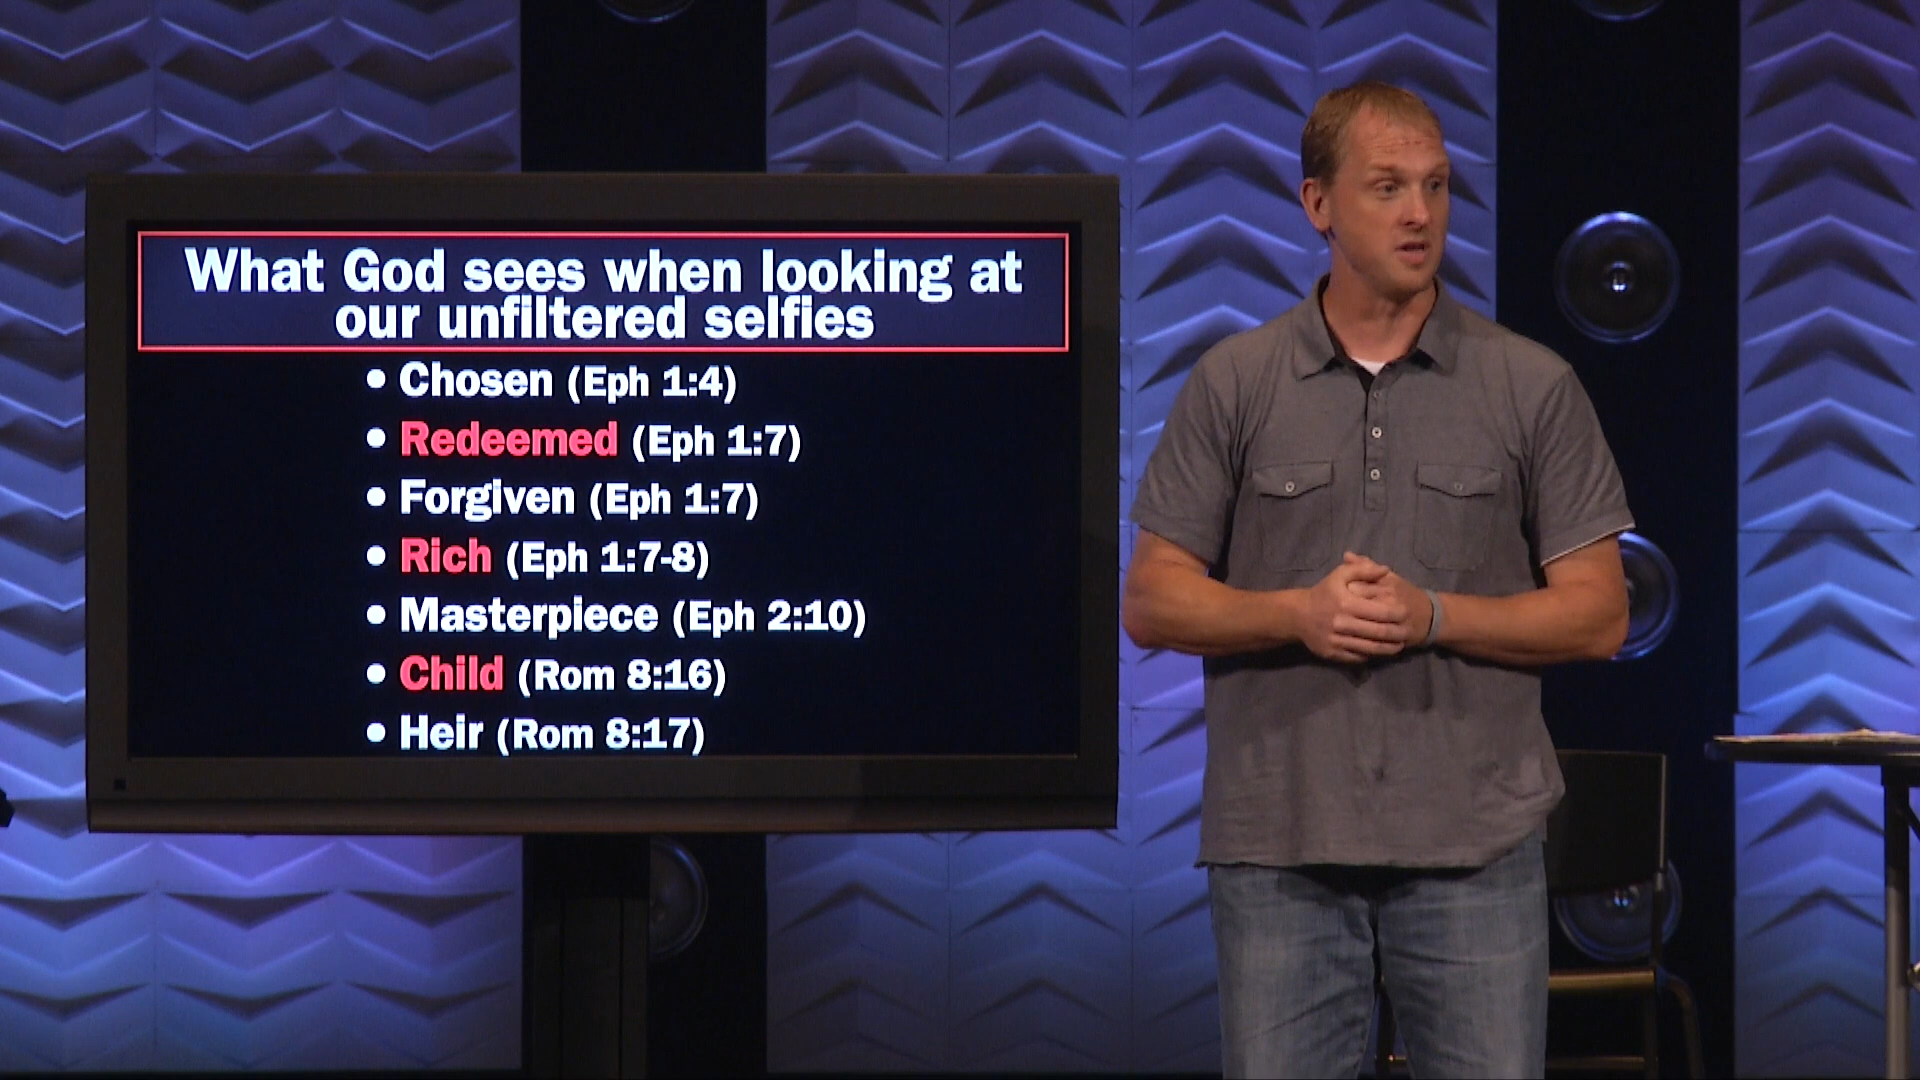 What God sees when looking at
our unfiltered selfies
• Chosen (Eph 1:4)
• Redeemed (Eph 1:7)
• Forgiven (Eph 1:7)
• Rich (Eph 1:7-8)
• Masterpiece (Eph 2:10)
• Child (Rom 8:16)
• Heir (Rom 8:17)